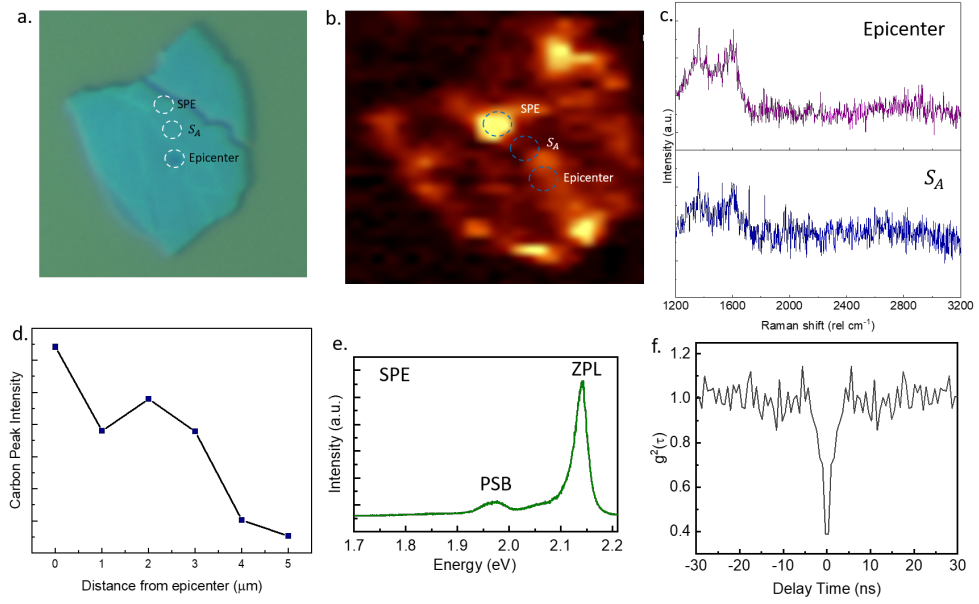 a.
SPE
S_A
Epicenter
b.
SPE
S_A
Epicenter
c.
Epicenter
S_A
Intensity (a.u.)
1200 1600 2000 2400 2800 3200
Raman shift (rel cm⁻¹)
d.
Carbon Peak Intensity
0 1 2 3 4 5
Distance from epicenter (μm)
e.
SPE
ZPL
PSB
Intensity (a.u.)
1.7 1.8 1.9 2.0 2.1 2.2
Energy (eV)
f.
g²(τ)
1.2
1.0
0.8
0.6
0.4
-30 -20 -10 0 10 20 30
Delay Time (ns)